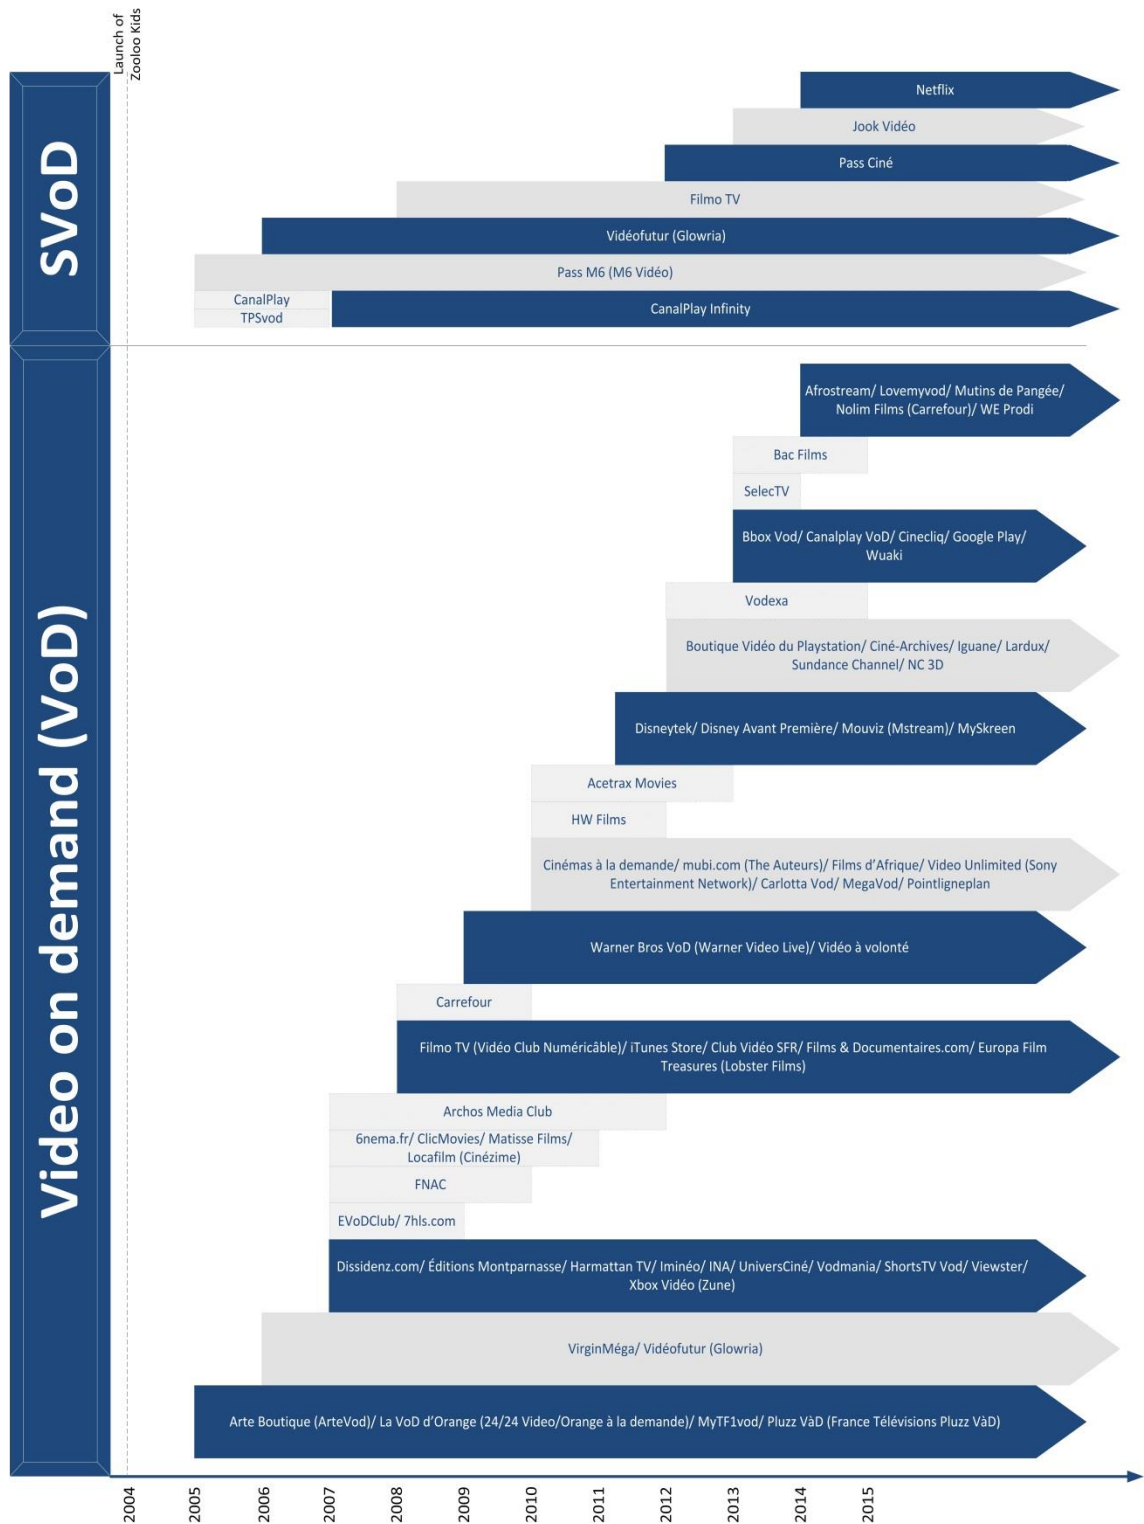 Launch of
Zooloo Kids
SVoD
Netflix
Jook Vidéo
Pass Ciné
Filmo TV
Vidéofutur (Glowria)
Pass M6 (M6 Vidéo)
CanalPlay
TPSvod
CanalPlay Infinity
Video on demand (VoD)
Afrostream/ Lovemyvod/ Mutins de Pangée/
Nolim Films (Carrefour)/ WE Prodi
Bac Films
SelecTV
Bbox Vod/ Canalplay VoD/ Cinecliq/ Google Play/
Wuaki
Vodexa
Boutique Vidéo du Playstation/ Ciné-Archives/ Iguane/ Lardux/
Sundance Channel/ NC 3D
Disneytek/ Disney Avant Première/ Mouviz (Mstream)/ MySkreen
Acetrax Movies
HW Films
Cinémas à la demande/ mubi.com (The Auteurs)/ Films d’Afrique/ Video Unlimited (Sony
Entertainment Network)/ Carlotta Vod/ MegaVod/ Pointligneplan
Warner Bros VoD (Warner Video Live)/ Vidéo à volonté
Carrefour
Filmo TV (Vidéo Club Numéricâble)/ iTunes Store/ Club Vidéo SFR/ Films & Documentaires.com/ Europa Film
Treasures (Lobster Films)
Archos Media Club
6nema.fr/ ClicMovies/ Matisse Films/
Locafilm (Cinézime)
FNAC
EVoDClub/ 7hls.com
Dissidenz.com/ Éditions Montparnasse/ Harmattan TV/ Iminéo/ INA/ UniversCiné/ Vodmania/ ShortsTV Vod/ Viewster/
Xbox Vidéo (Zune)
VirginMéga/ Vidéofutur (Glowria)
Arte Boutique (ArteVod)/ La VoD d’Orange (24/24 Video/Orange à la demande)/ MyTF1vod/ Pluzz VàD (France Télévisions Pluzz VàD)
2004
2005
2006
2007
2008
2009
2010
2011
2012
2013
2014
2015